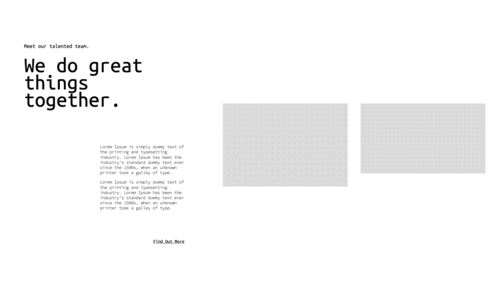 Meet our talented team.
We do great
things
together.
Lorem Ipsum is simply dummy text of
the printing and typesetting
industry. Lorem Ipsum has been the
industry's standard dummy text ever
since the 1500s, when an unknown
printer took a galley of type.
Lorem Ipsum is simply dummy text of
the printing and typesetting
industry. Lorem Ipsum has been the
industry's standard dummy text ever
since the 1500s, when an unknown
printer took a galley of type.
Find Out More